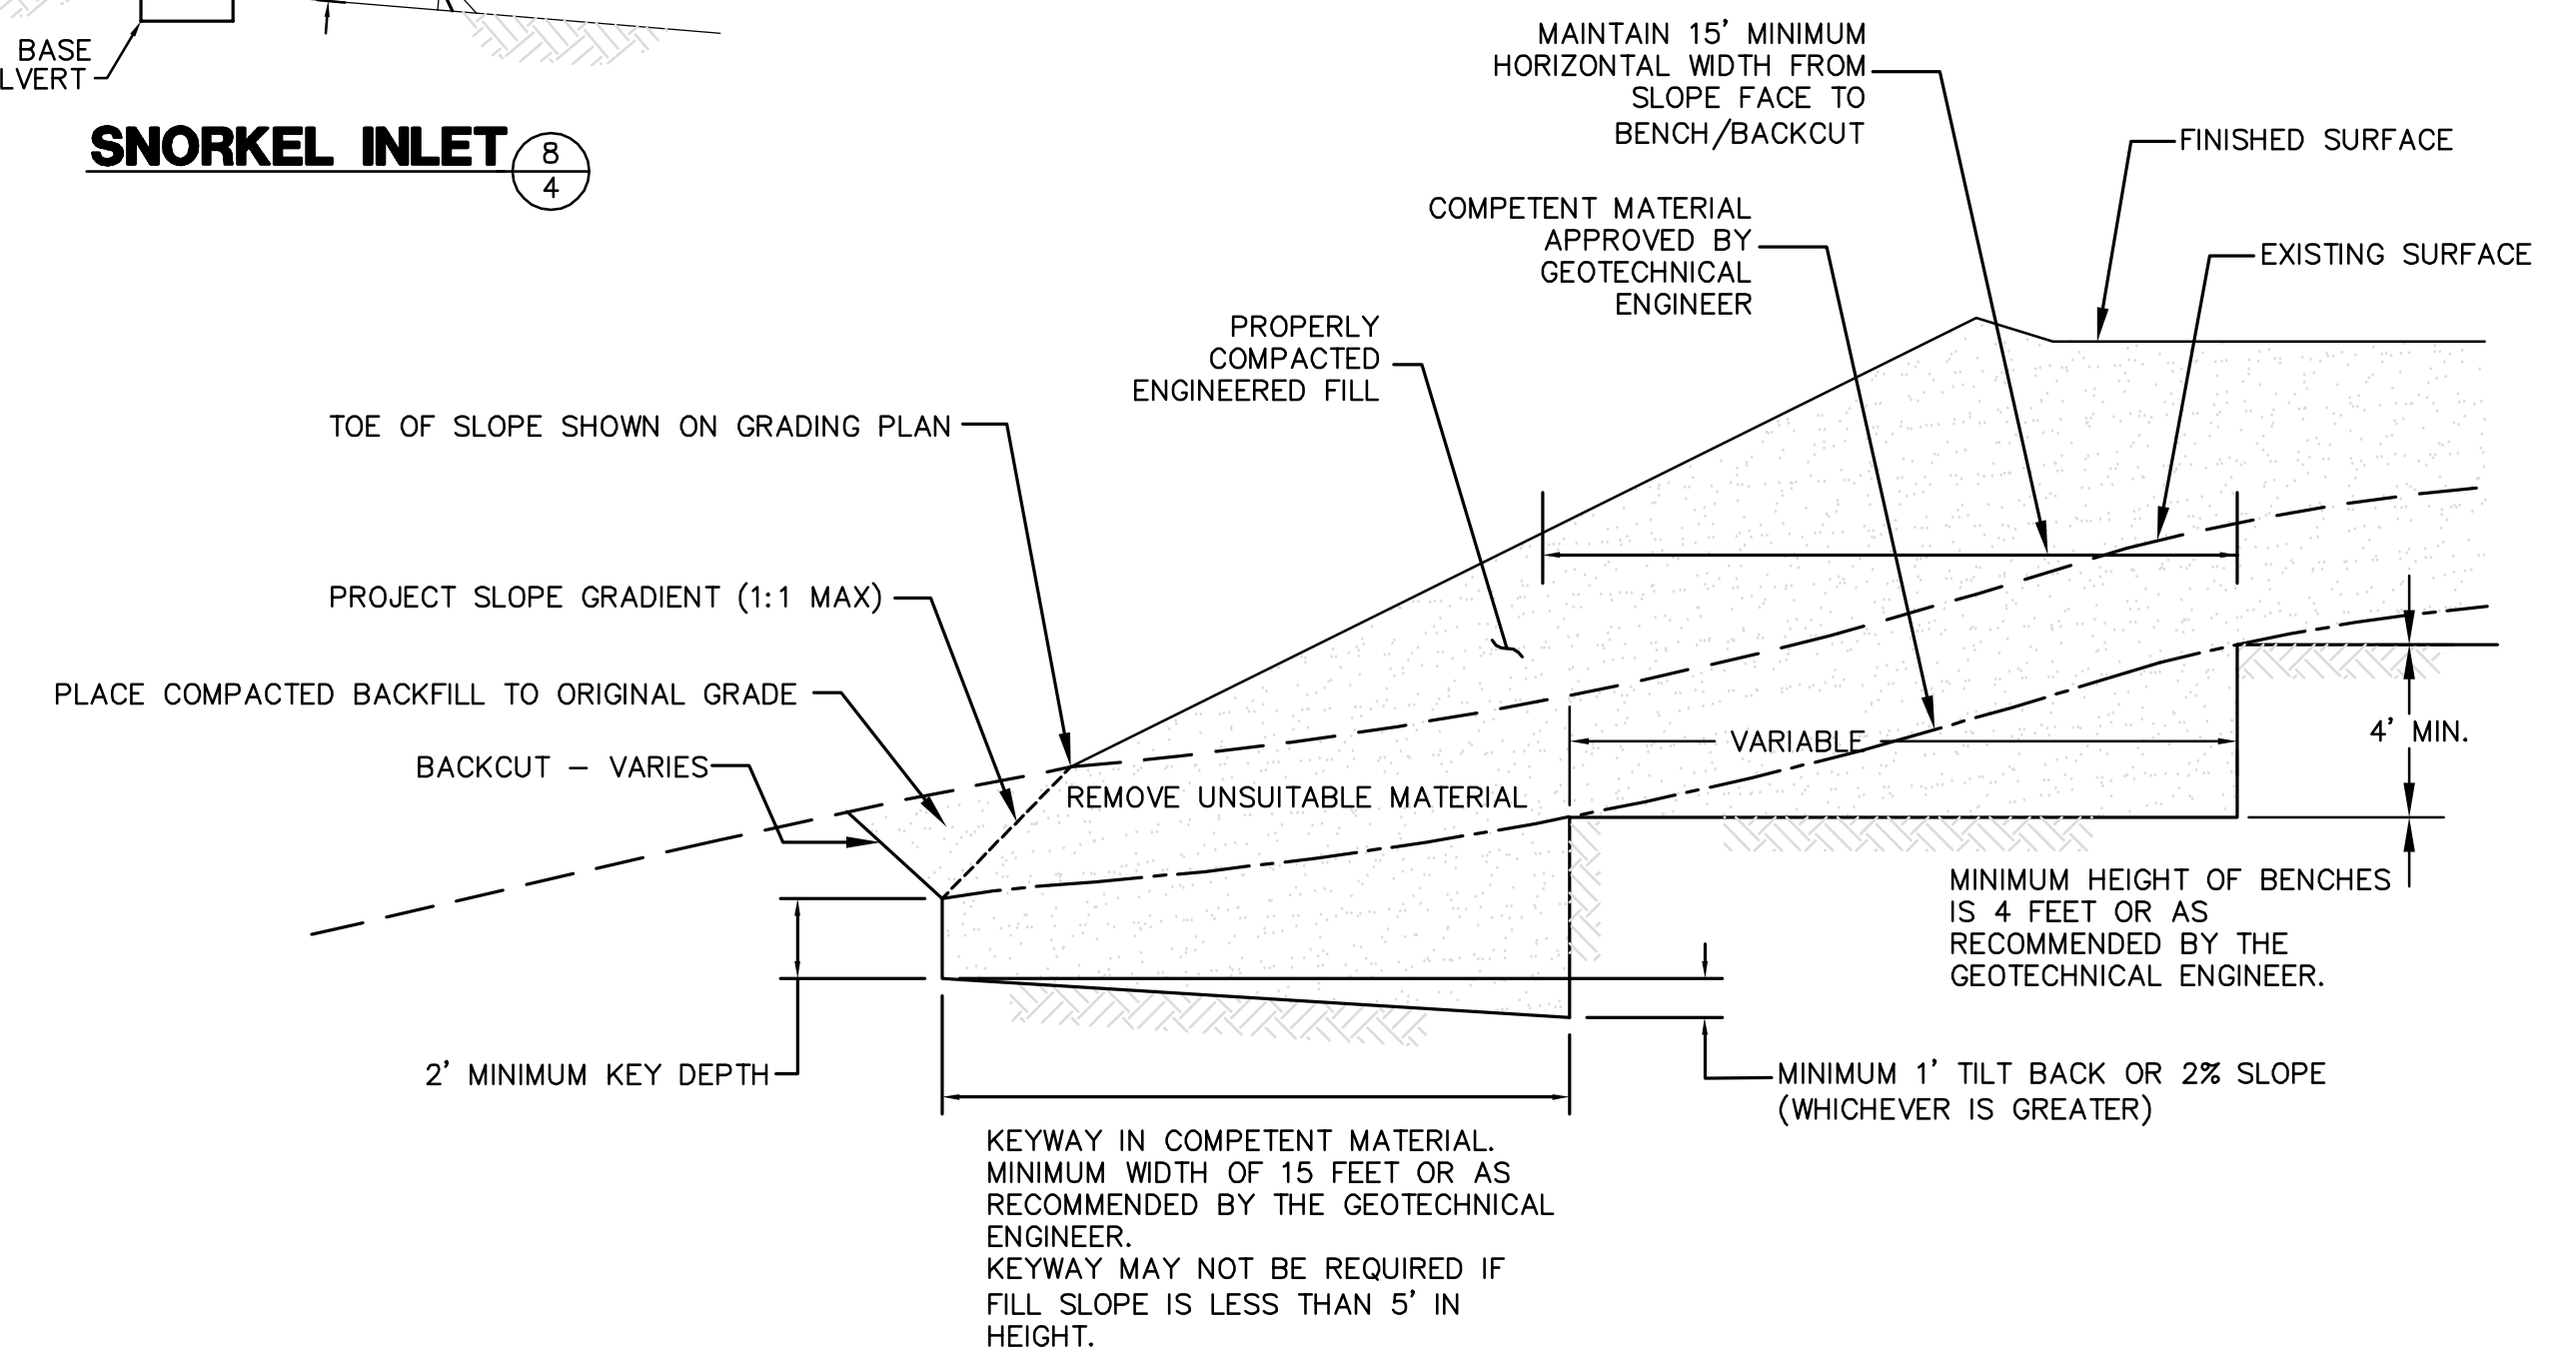 BASE
LVERT
SNORKEL INLET
8
4
MAINTAIN 15' MINIMUM
HORIZONTAL WIDTH FROM
SLOPE FACE TO
BENCH/BACKCUT
FINISHED SURFACE
COMPETENT MATERIAL
APPROVED BY
GEOTECHNICAL
ENGINEER
EXISTING SURFACE
PROPERLY
COMPACTED
ENGINEERED FILL
TOE OF SLOPE SHOWN ON GRADING PLAN
PROJECT SLOPE GRADIENT (1:1 MAX)
PLACE COMPACTED BACKFILL TO ORIGINAL GRADE
BACKCUT - VARIES
REMOVE UNSUITABLE MATERIAL
VARIABLE
4' MIN.
MINIMUM HEIGHT OF BENCHES
IS 4 FEET OR AS
RECOMMENDED BY THE
GEOTECHNICAL ENGINEER.
2' MINIMUM KEY DEPTH
MINIMUM 1' TILT BACK OR 2% SLOPE
(WHICHEVER IS GREATER)
KEYWAY IN COMPETENT MATERIAL.
MINIMUM WIDTH OF 15 FEET OR AS
RECOMMENDED BY THE GEOTECHNICAL
ENGINEER.
KEYWAY MAY NOT BE REQUIRED IF
FILL SLOPE IS LESS THAN 5' IN
HEIGHT.